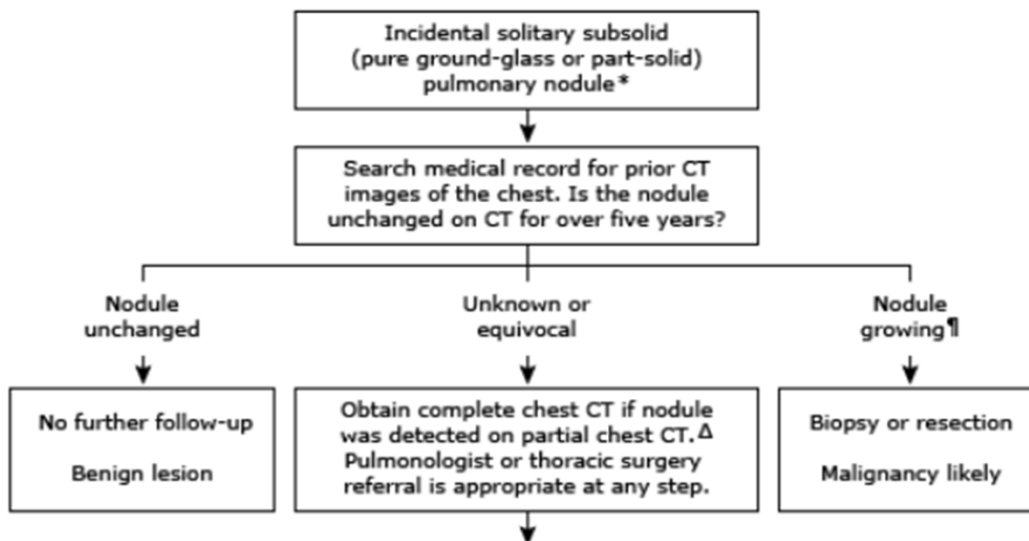 Incidental solitary subsolid
(pure ground-glass or part-solid)
pulmonary nodule*
Search medical record for prior CT
images of the chest. Is the nodule
unchanged on CT for over five years?
Nodule
unchanged
Unknown or
equivocal
Nodule
growing¶
No further follow-up
Benign lesion
Obtain complete chest CT if nodule
was detected on partial chest CT.Δ
Pulmonologist or thoracic surgery
referral is appropriate at any step.
Biopsy or resection
Malignancy likely